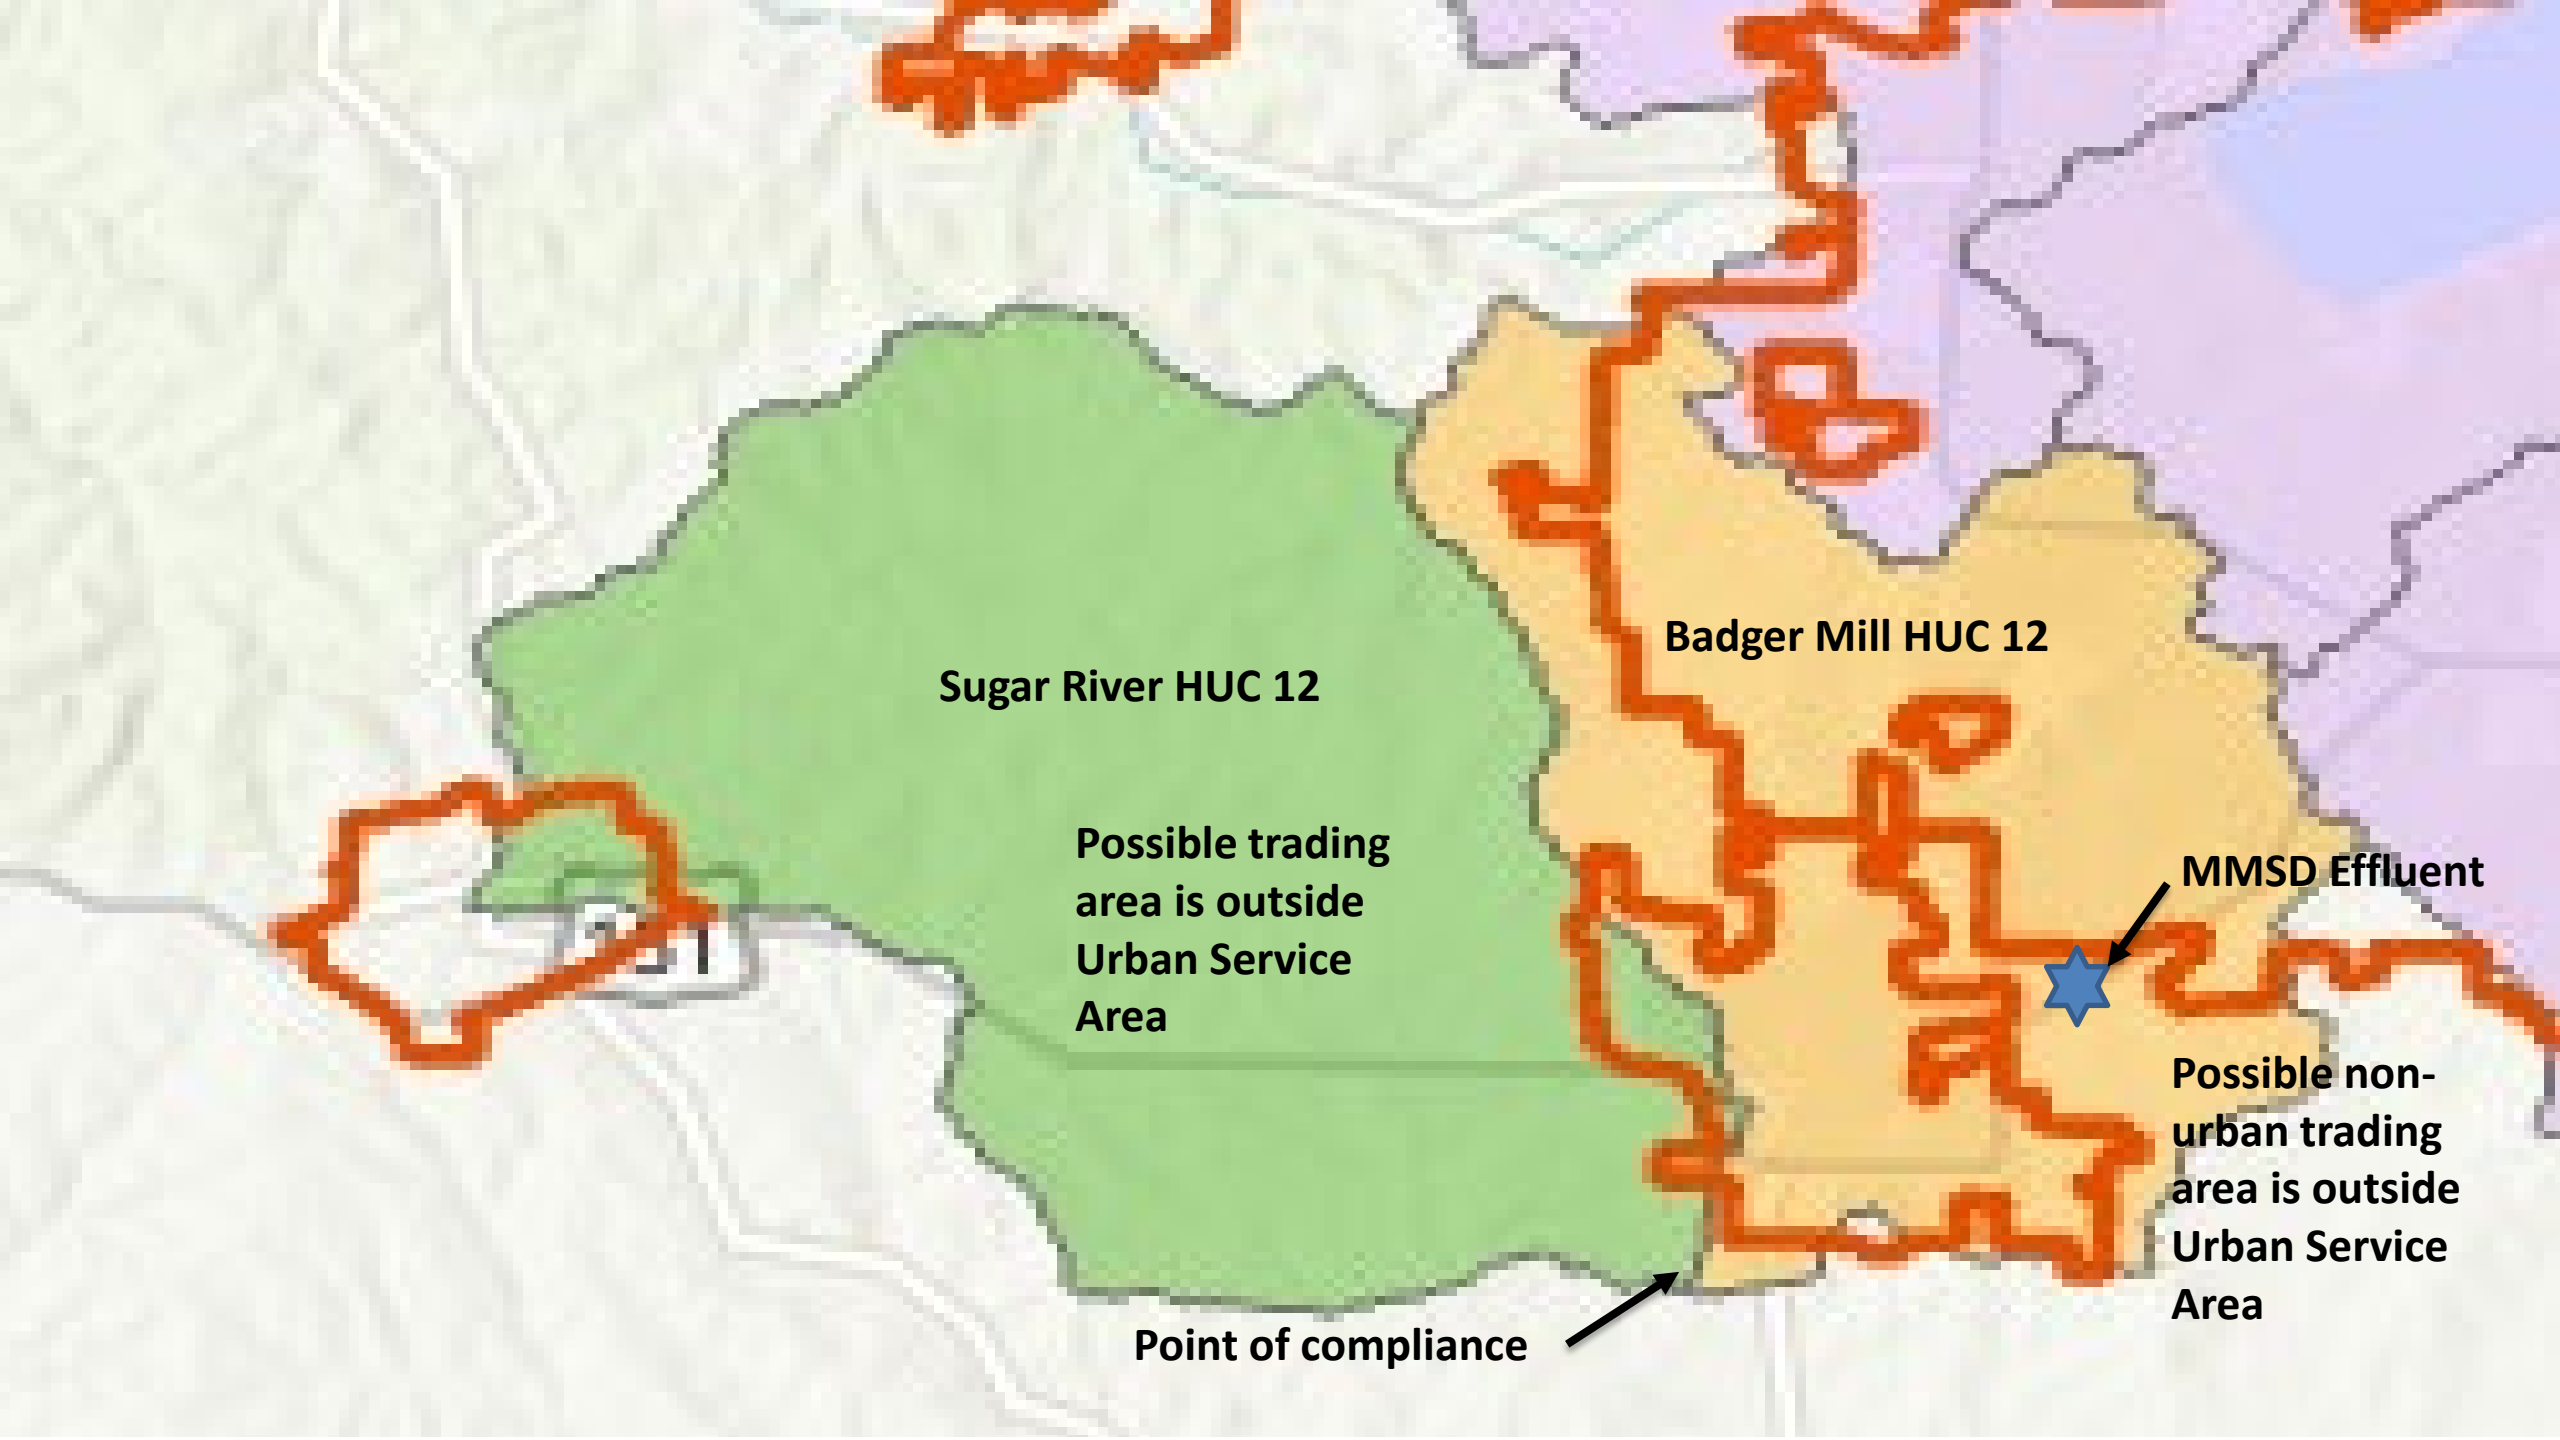 Badger Mill HUC 12
Sugar River HUC 12
Possible trading
area is outside
Urban Service
Area
MMSD Effluent
Possible non-
urban trading
area is outside
Urban Service
Area
Point of compliance